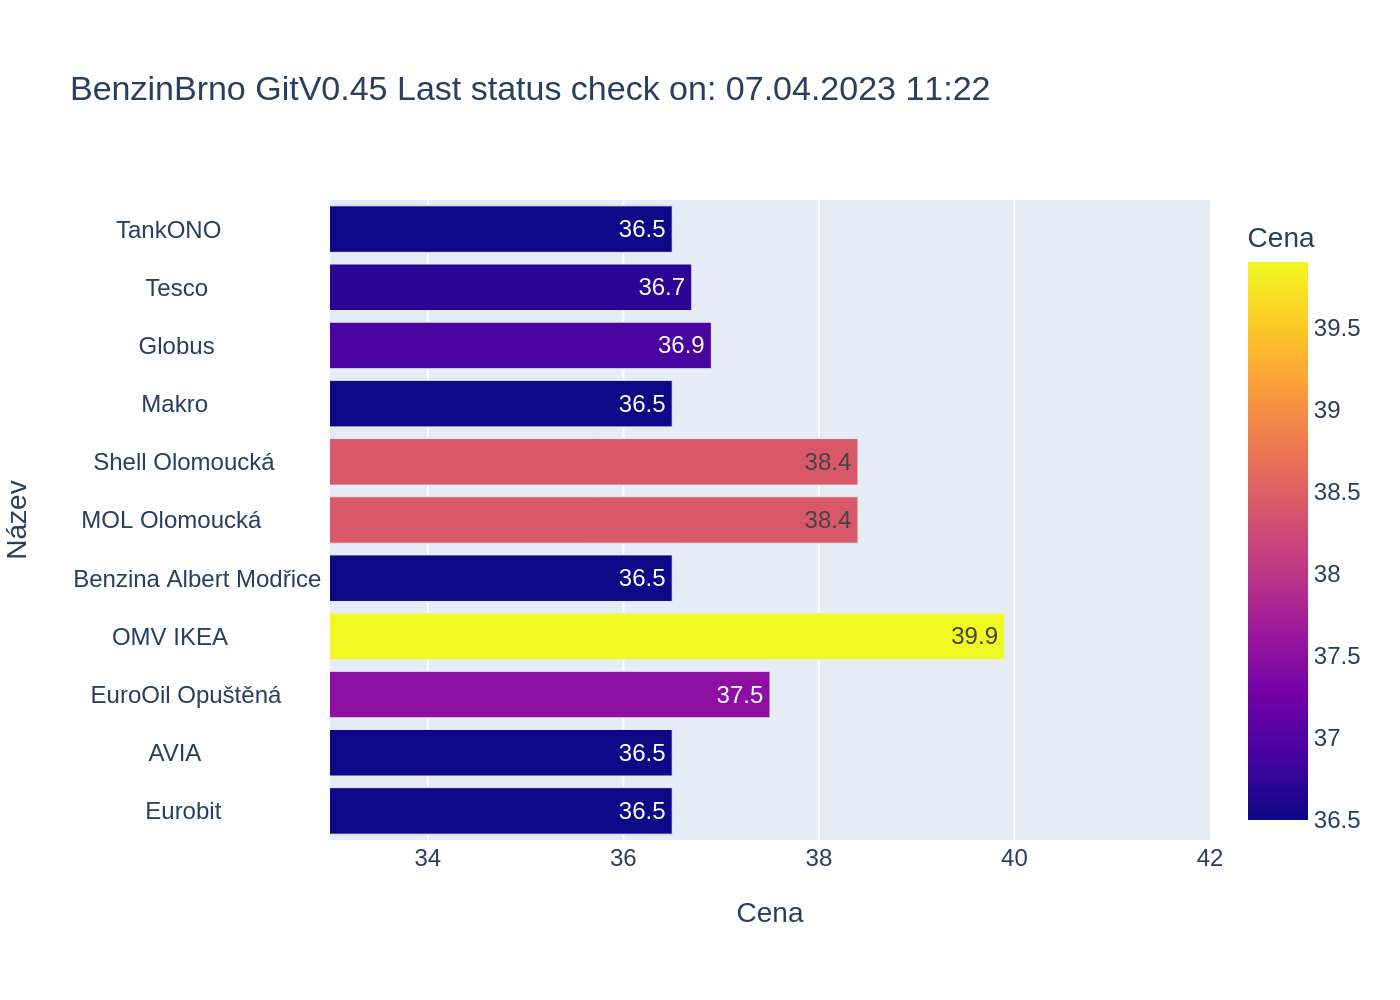 BenzinBrno GitV0.45 Last status check on: 07.04.2023 11:22
Název
TankONO 36.5
Tesco 36.7
Globus 36.9
Makro 36.5
Shell Olomoucká 38.4
MOL Olomoucká 38.4
Benzina Albert Modřice 36.5
OMV IKEA 39.9
EuroOil Opuštěná 37.5
AVIA 36.5
Eurobit 36.5
34 36 38 40 42
Cena
Cena
39.5
39
38.5
38
37.5
37
36.5